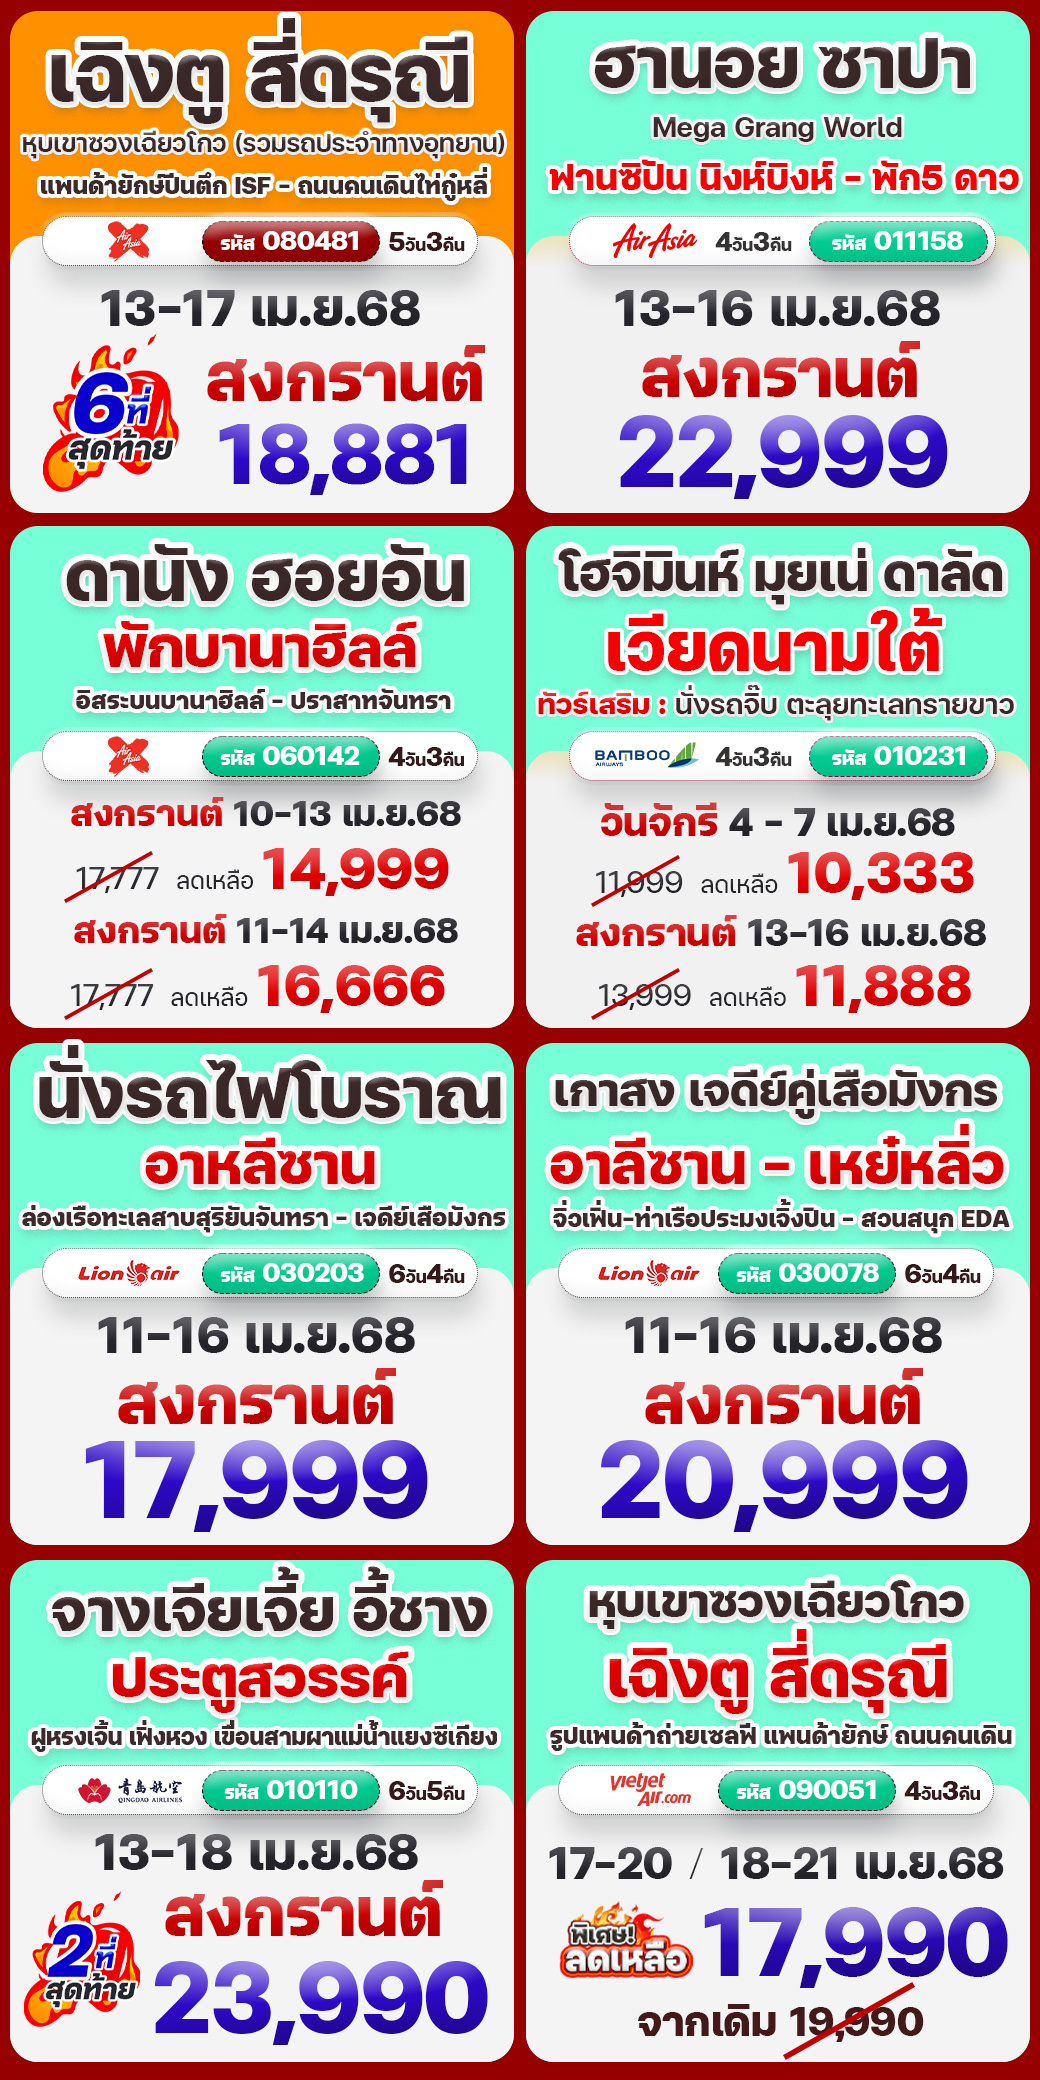 เฉิงตู สี่ดรุณี
หุบเขาซวงเฉียวโกว (รวมรถประจำทางอุทยาน)
แพนด้ายักษ์ปีนตึก ISF - ถนนคนเดินไท่กู๋หลี่
Air Asia X รหัส 080481 5วัน3คืน
13-17 เม.ย.68
6ที่
สุดท้าย
สงกรานต์
18,881
ฮานอย ซาปา
Mega Grang World
ฟานซิปัน นิงห์บิงห์ - พัก5 ดาว
AirAsia 4วัน3คืน รหัส 011158
13-16 เม.ย.68
สงกรานต์
22,999
ดานัง ฮอยอัน
พักบานาฮิลล์
อิสระบนบานาฮิลล์ - ปราสาทจันทรา
Air Asia X รหัส 060142 4วัน3คืน
สงกรานต์ 10-13 เม.ย.68
17,777 ลดเหลือ 14,999
สงกรานต์ 11-14 เม.ย.68
17,777 ลดเหลือ 16,666
โฮจิมินห์ มุยเน่ ดาลัด
เวียดนามใต้
ทัวร์เสริม : นั่งรถจี๊บ ตะลุยทะเลทรายขาว
BAMBOO AIRWAYS 4วัน3คืน รหัส 010231
วันจักรี 4 - 7 เม.ย.68
11,999 ลดเหลือ 10,333
สงกรานต์ 13-16 เม.ย.68
13,999 ลดเหลือ 11,888
นั่งรถไฟโบราณ
อาหลีซาน
ล่องเรือทะเลสาบสุริยันจันทรา - เจดีย์เสือมังกร
Lion air รหัส 030203 6วัน4คืน
11-16 เม.ย.68
สงกรานต์
17,999
เกาสง เจดีย์คู่เสือมังกร
อาลีซาน - เหย๋หลิ่ว
จิ่วเฟิ่น-ท่าเรือประมงเจิ้งปิน - สวนสนุก EDA
Lion air รหัส 030078 6วัน4คืน
11-16 เม.ย.68
สงกรานต์
20,999
จางเจียเจี้ย อี้ชาง
ประตูสวรรค์
ฝูหรงเจิ้น เฟิ่งหวง เขื่อนสามผาแม่น้ำแยงซีเกียง
青島航空 QINGDAO AIRLINES รหัส 010110 6วัน5คืน
13-18 เม.ย.68
2ที่
สุดท้าย
สงกรานต์
23,990
หุบเขาซวงเฉียวโกว
เฉิงตู สี่ดรุณี
รูปแพนด้าถ่ายเซลฟี แพนด้ายักษ์ ถนนคนเดิน
vietjet Air.com รหัส 090051 4วัน3คืน
17-20 / 18-21 เม.ย.68
พิเศษ!
ลดเหลือ
17,990
จากเดิม 19,990